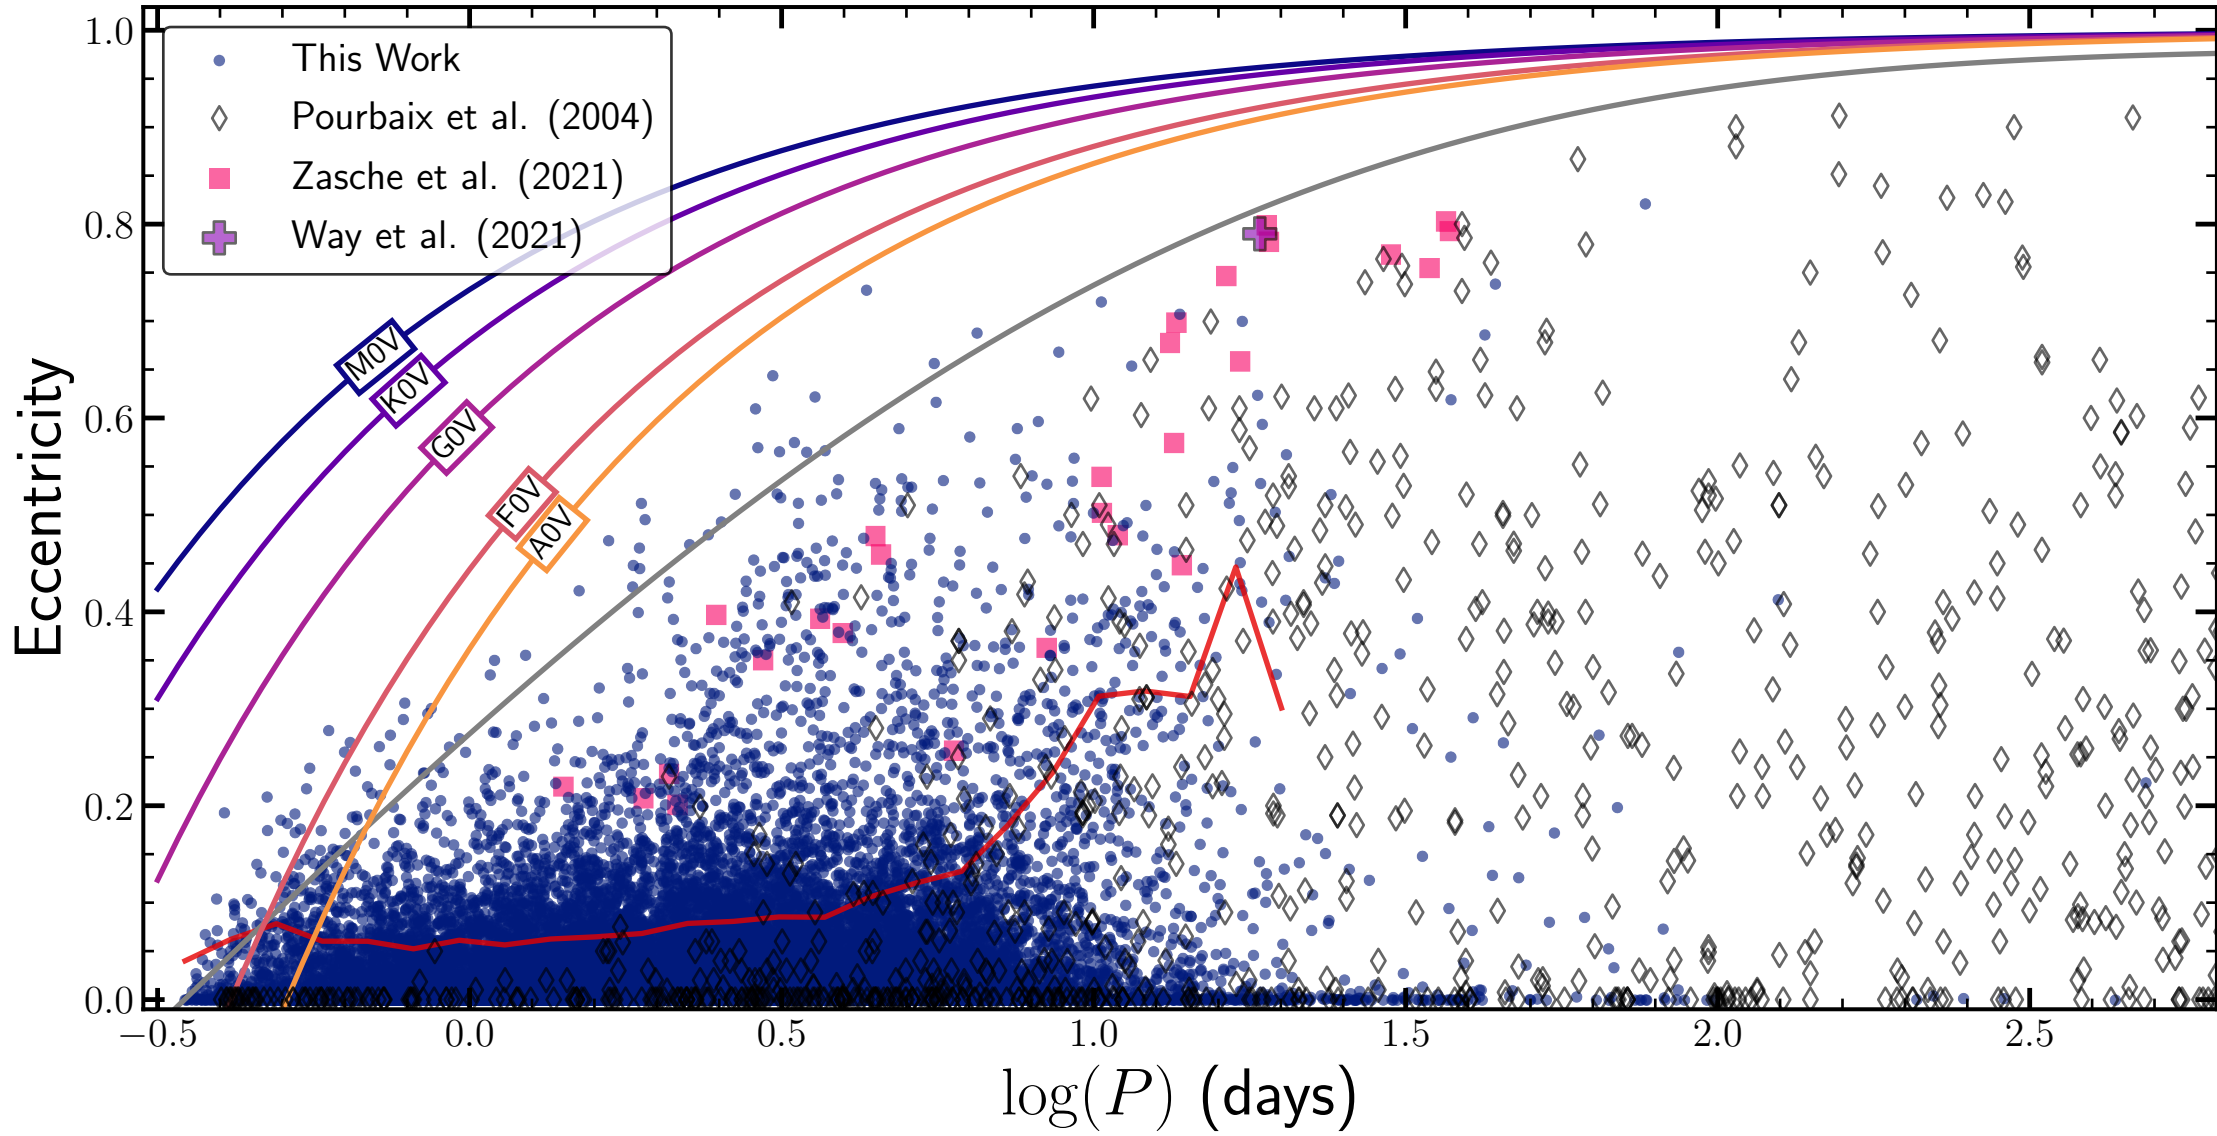 This Work
Pourbaix et al. (2004)
Zasche et al. (2021)
Way et al. (2021)
M0V
K0V
G0V
F0V
A0V
1.0
0.8
0.6
0.4
0.2
0.0
Eccentricity
−0.5 0.0 0.5 1.0 1.5 2.0 2.5
log(P) (days)